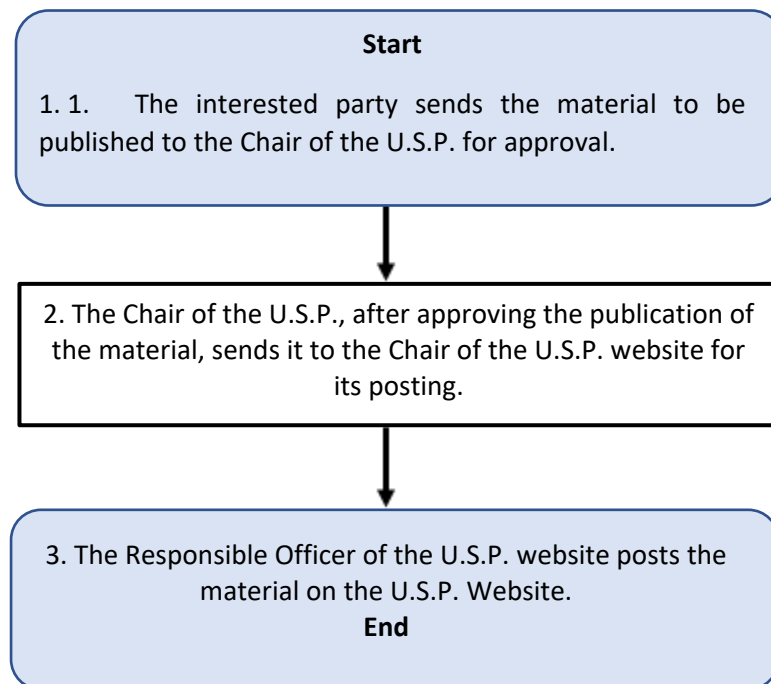 Start
1. 1. The interested party sends the material to be
published to the Chair of the U.S.P. for approval.
2. The Chair of the U.S.P., after approving the publication of
the material, sends it to the Chair of the U.S.P. website for
its posting.
3. The Responsible Officer of the U.S.P. website posts the
material on the U.S.P. Website.
End